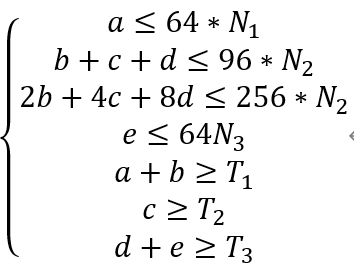 a ≤ 64 * N₁
b + c + d ≤ 96 * N₂
2b + 4c + 8d ≤ 256 * N₂
e ≤ 64N₃
a + b ≥ T₁
c ≥ T₂
d + e ≥ T₃